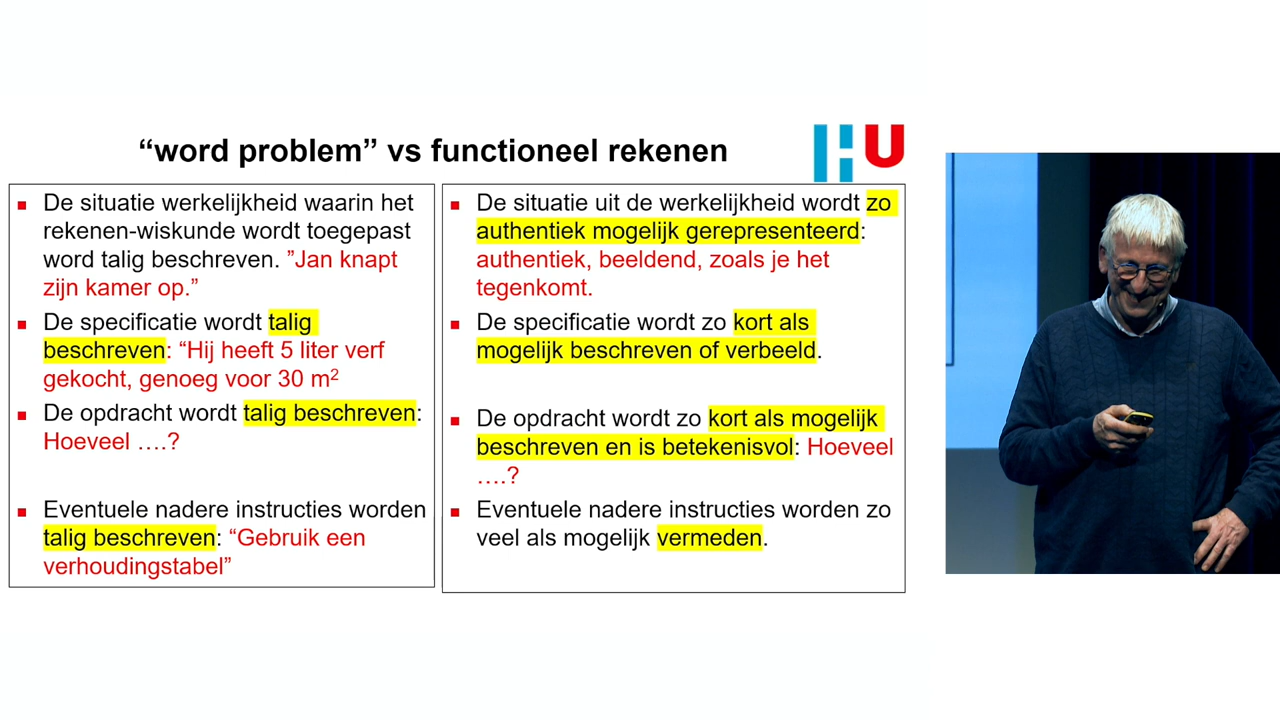 “word problem” vs functioneel rekenen
HU
De situatie werkelijkheid waarin het
rekenen-wiskunde wordt toegepast
word talig beschreven. ”Jan knapt
zijn kamer op.”
De specificatie wordt talig
beschreven: “Hij heeft 5 liter verf
gekocht, genoeg voor 30 m²
De opdracht wordt talig beschreven:
Hoeveel ….?
Eventuele nadere instructies worden
talig beschreven: “Gebruik een
verhoudingstabel”
De situatie uit de werkelijkheid wordt zo
authentiek mogelijk gerepresenteerd:
authentiek, beeldend, zoals je het
tegenkomt.
De specificatie wordt zo kort als
mogelijk beschreven of verbeeld.
De opdracht wordt zo kort als mogelijk
beschreven en is betekenisvol: Hoeveel
….?
Eventuele nadere instructies worden zo
veel als mogelijk vermeden.